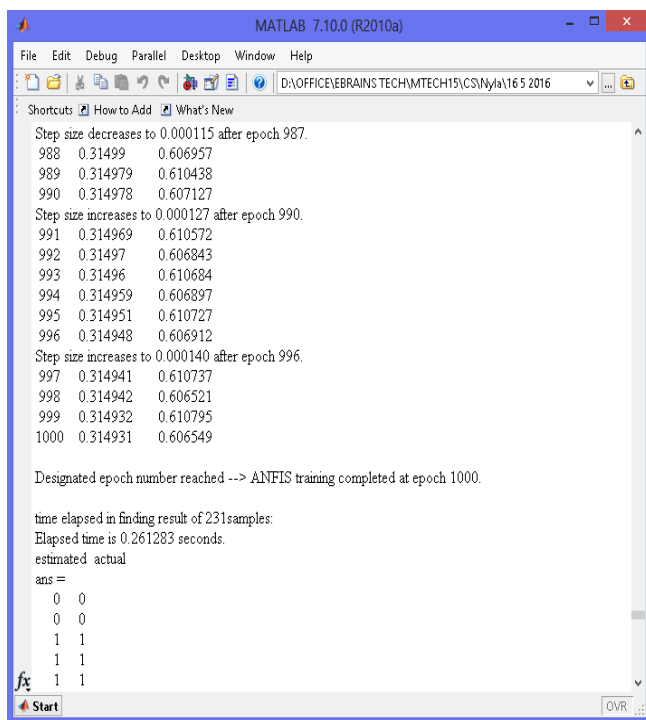 MATLAB 7.10.0 (R2010a)
File Edit Debug Parallel Desktop Window Help
D:\OFFICE\EBRAINS TECH\MTECH15\CS\Nyla\16 5 2016
Shortcuts How to Add What's New
Step size decreases to 0.000115 after epoch 987.
988 0.31499 0.606957
989 0.314979 0.610438
990 0.314978 0.607127
Step size increases to 0.000127 after epoch 990.
991 0.314969 0.610572
992 0.31497 0.606843
993 0.31496 0.610684
994 0.314959 0.606897
995 0.314951 0.610727
996 0.314948 0.606912
Step size increases to 0.000140 after epoch 996.
997 0.314941 0.610737
998 0.314942 0.606521
999 0.314932 0.610795
1000 0.314931 0.606549
Designated epoch number reached --> ANFIS training completed at epoch 1000.
time elapsed in finding result of 231samples:
Elapsed time is 0.261283 seconds.
estimated actual
ans =
0 0
0 0
1 1
1 1
fx 1 1
Start OVR